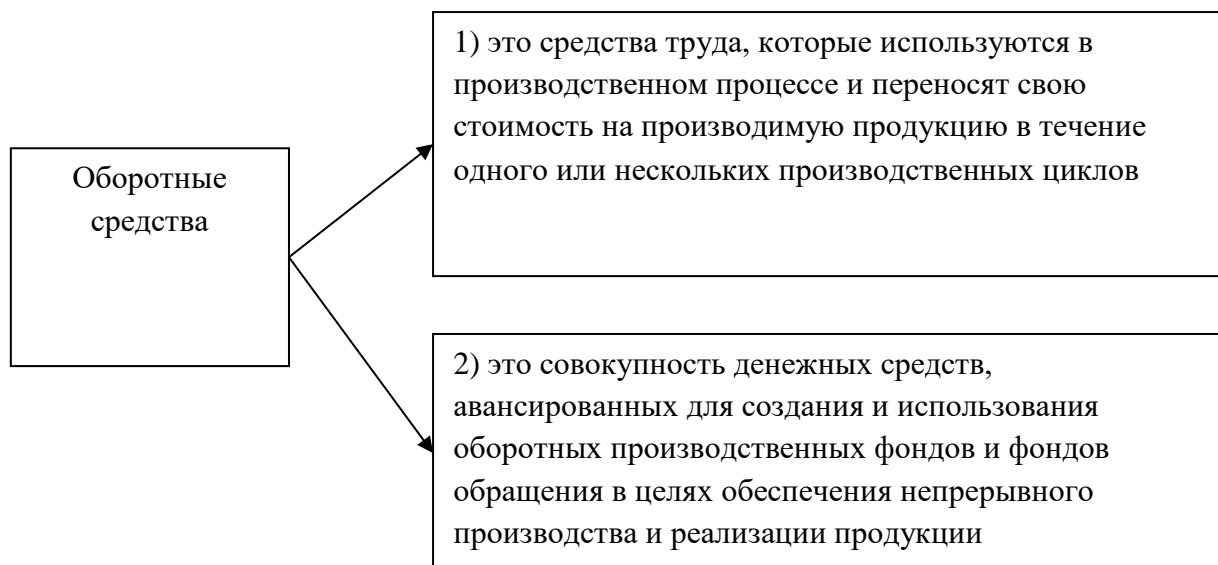 Оборотные
средства
1) это средства труда, которые используются в
производственном процессе и переносят свою
стоимость на производимую продукцию в течение
одного или нескольких производственных циклов
2) это совокупность денежных средств,
авансированных для создания и использования
оборотных производственных фондов и фондов
обращения в целях обеспечения непрерывного
производства и реализации продукции